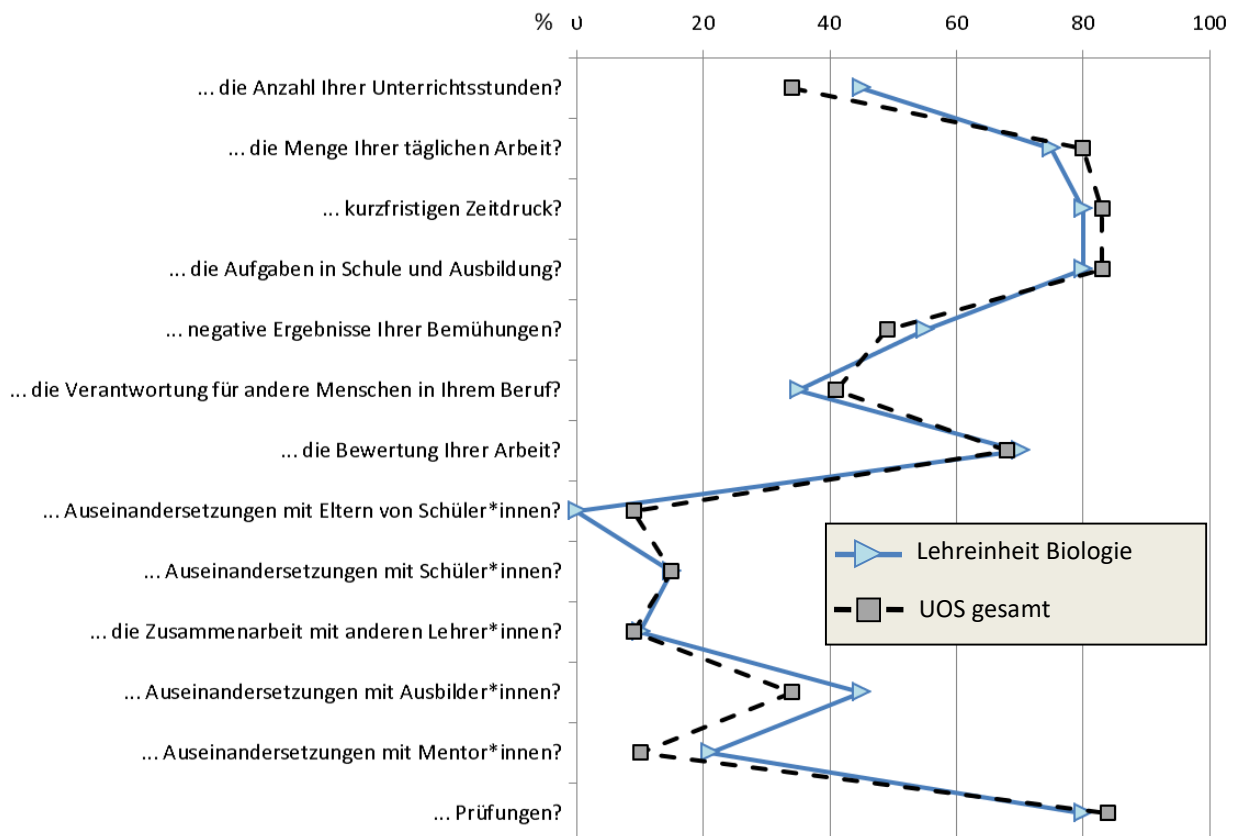 % 0 20 40 60 80 100
... die Anzahl Ihrer Unterrichtsstunden?
... die Menge Ihrer täglichen Arbeit?
... kurzfristigen Zeitdruck?
... die Aufgaben in Schule und Ausbildung?
... negative Ergebnisse Ihrer Bemühungen?
... die Verantwortung für andere Menschen in Ihrem Beruf?
... die Bewertung Ihrer Arbeit?
... Auseinandersetzungen mit Eltern von Schüler*innen?
... Auseinandersetzungen mit Schüler*innen?
... die Zusammenarbeit mit anderen Lehrer*innen?
... Auseinandersetzungen mit Ausbilder*innen?
... Auseinandersetzungen mit Mentor*innen?
... Prüfungen?
Lehreinheit Biologie
UOS gesamt